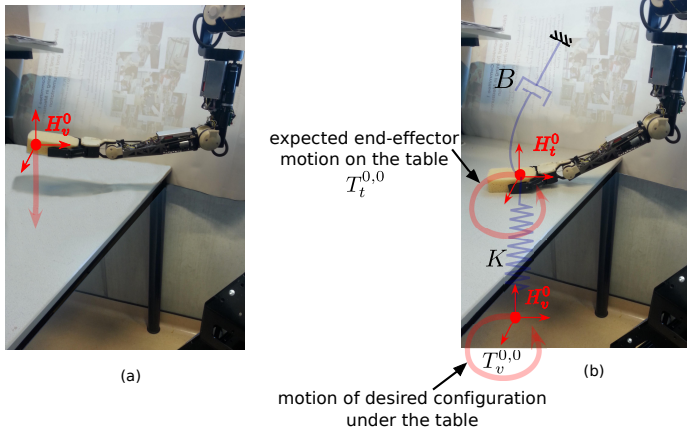 H_v^0
(a)
expected end-effector
motion on the table
T_t^{0,0}
B
H_t^0
K
H_v^0
T_v^{0,0}
(b)
motion of desired configuration
under the table